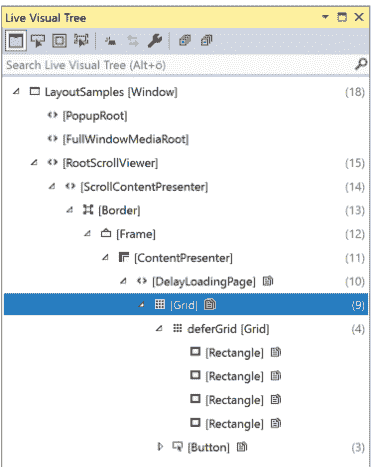 Live Visual Tree
Search Live Visual Tree (Alt+ö)
LayoutSamples [Window] (18)
[PopupRoot]
[FullWindowMediaRoot]
[RootScrollViewer] (15)
[ScrollContentPresenter] (14)
[Border] (13)
[Frame] (12)
[ContentPresenter] (11)
[DelayLoadingPage] (10)
[Grid] (9)
deferGrid [Grid] (4)
[Rectangle]
[Rectangle]
[Rectangle]
[Rectangle]
[Button] (3)